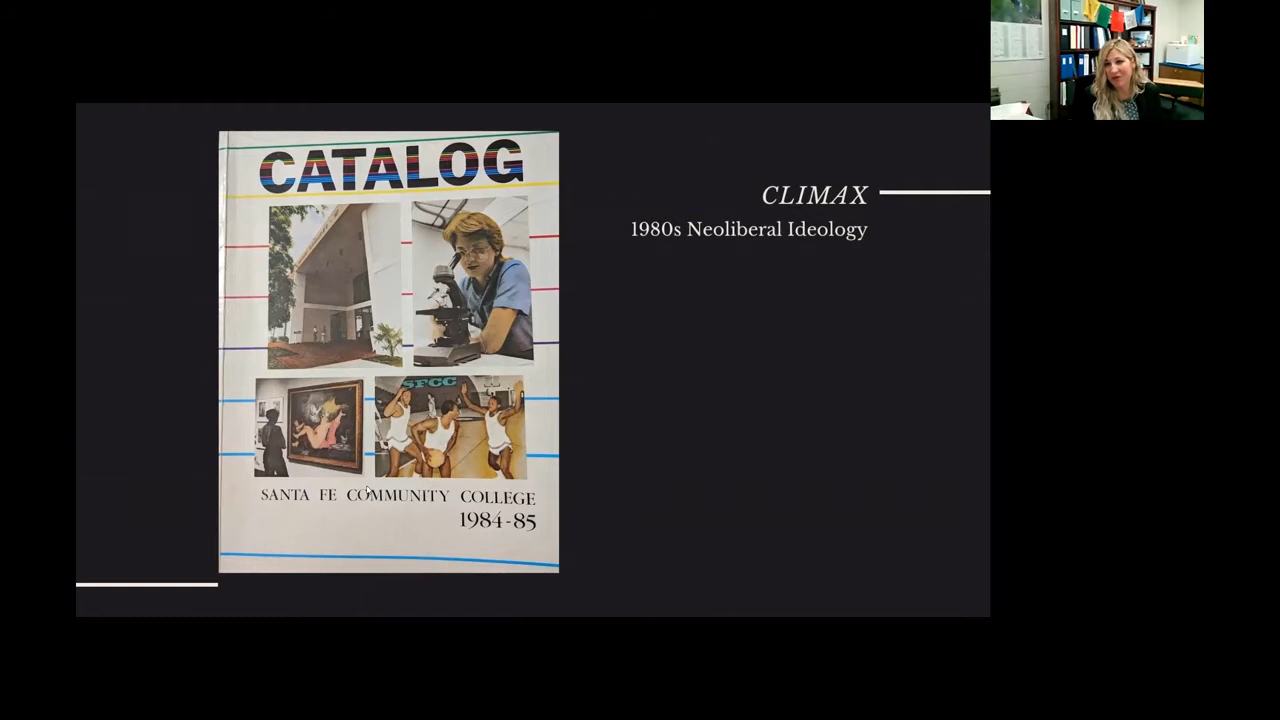 CATALOG
SFCC
SANTA FE COMMUNITY COLLEGE
1984-85
CLIMAX
1980s Neoliberal Ideology